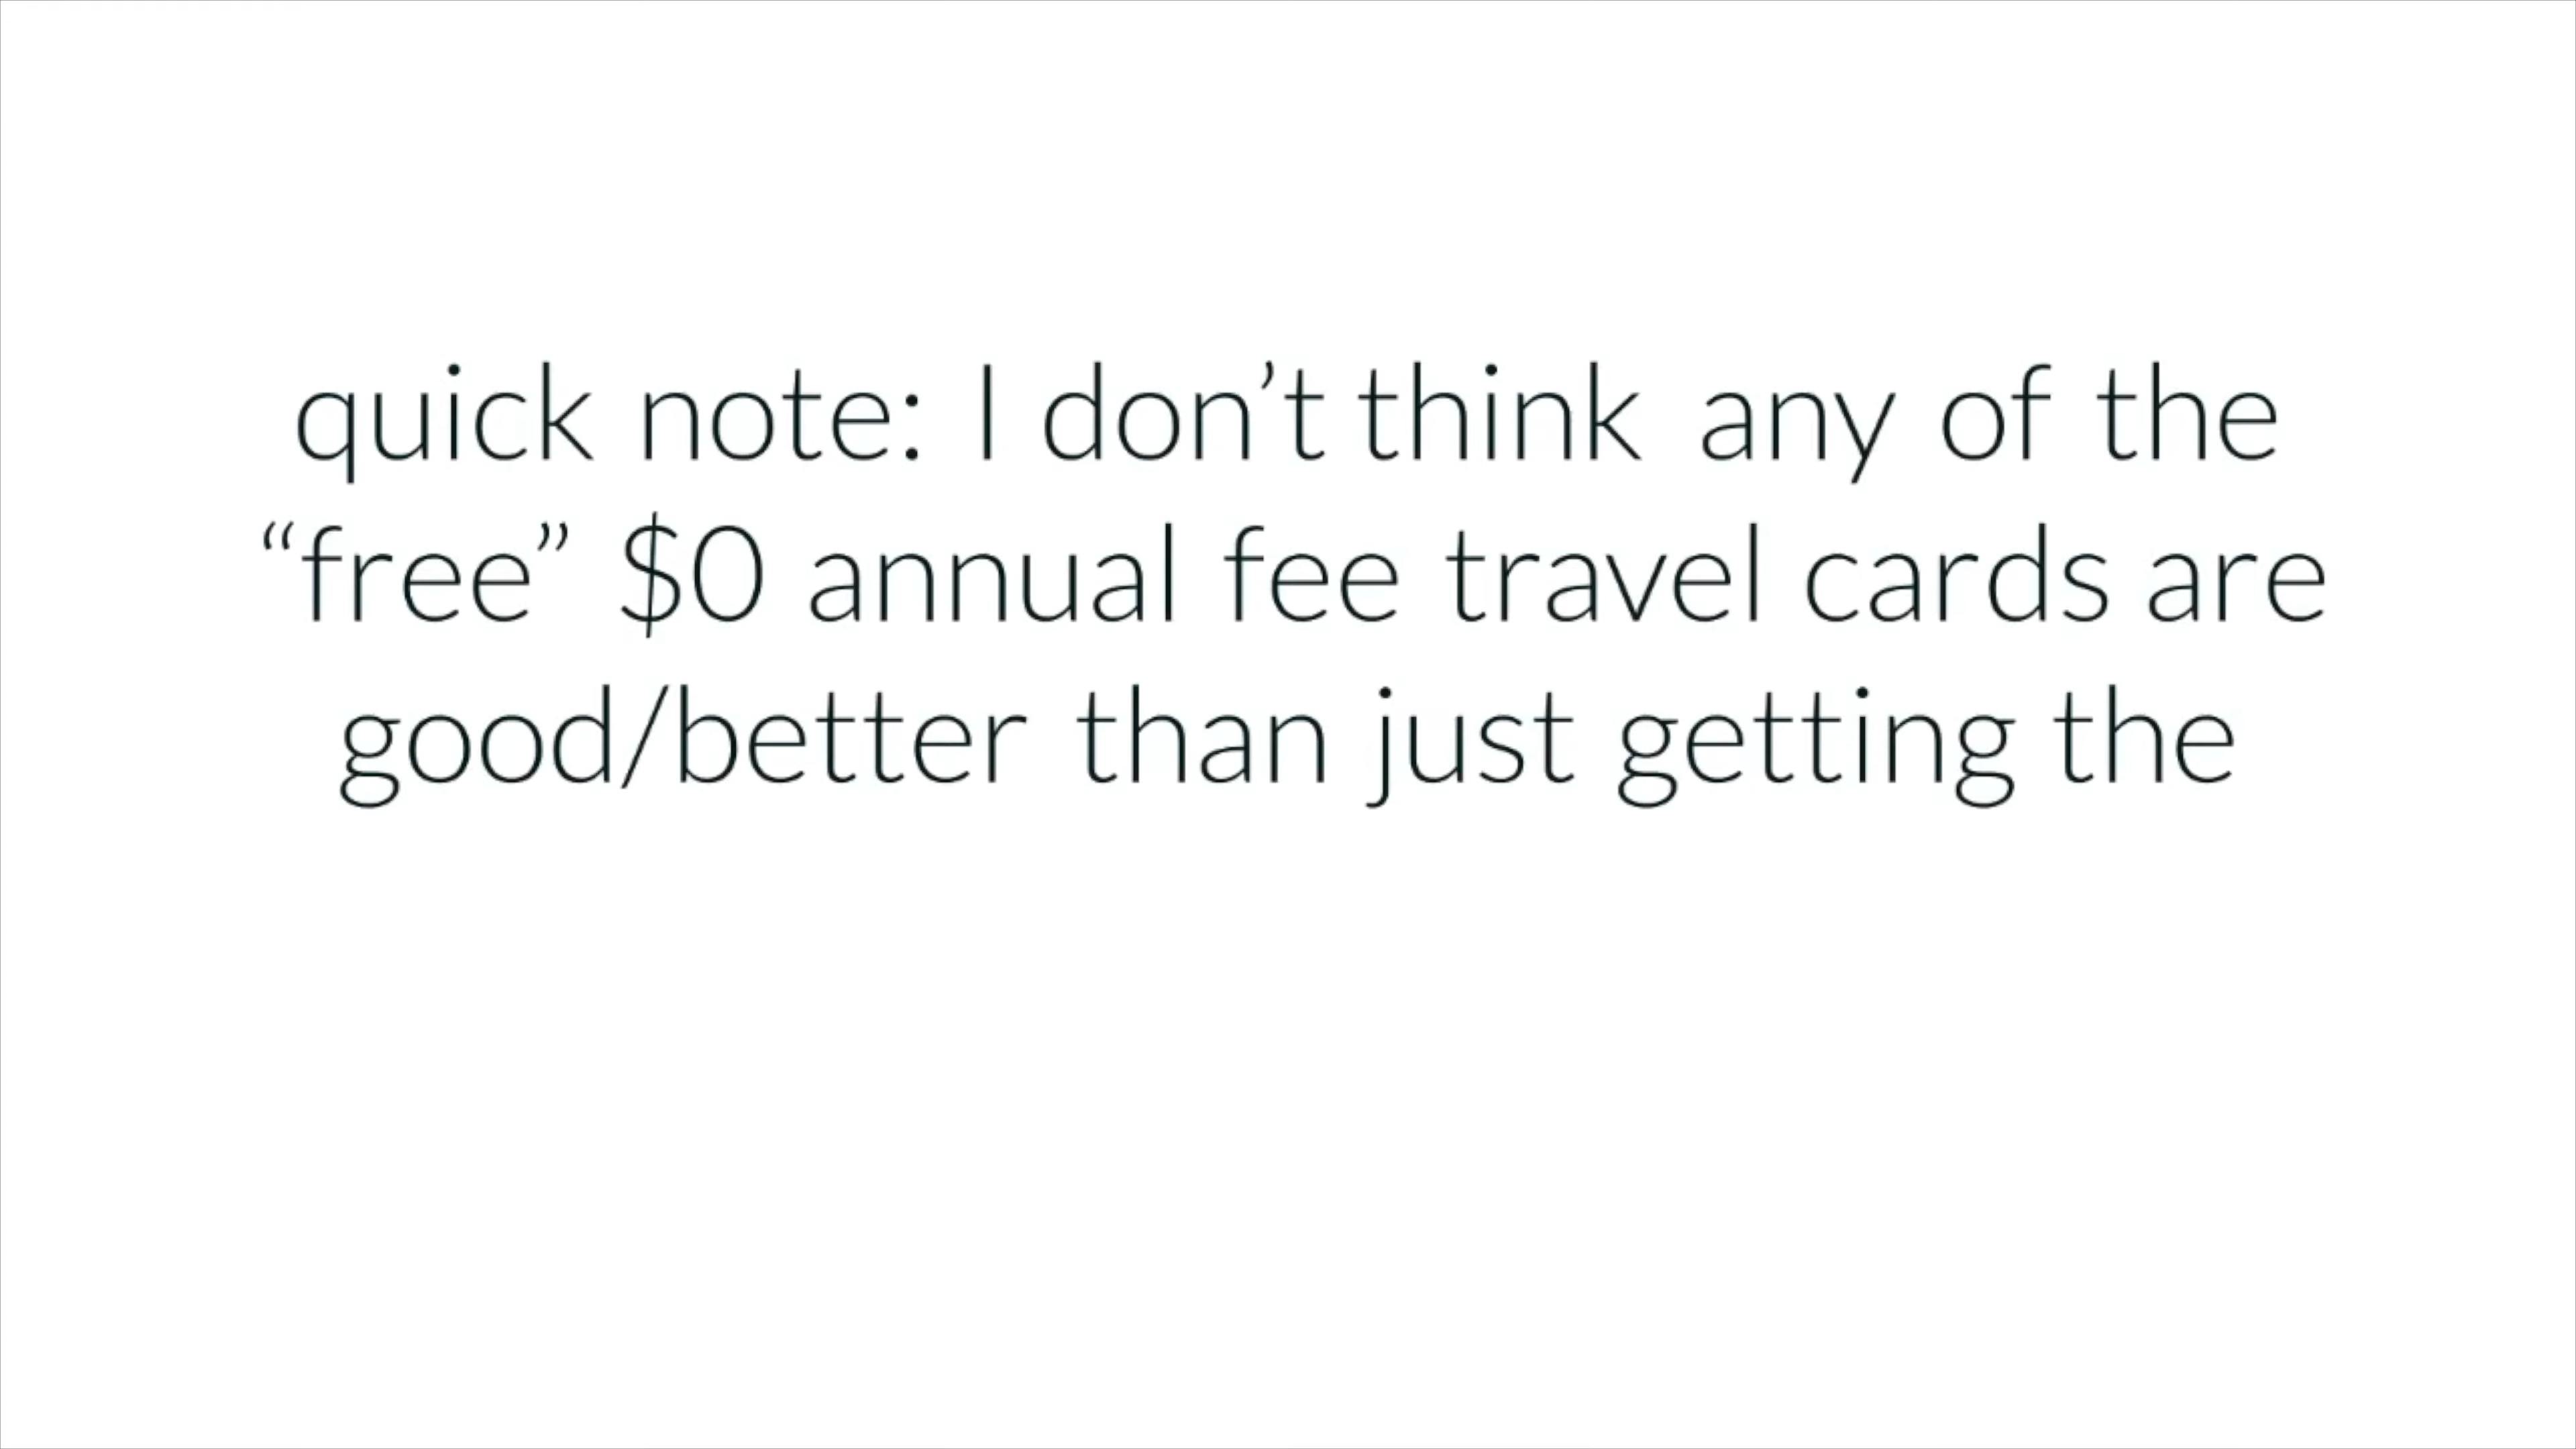 quick note: I don’t think any of the
“free” $0 annual fee travel cards are
good/better than just getting the